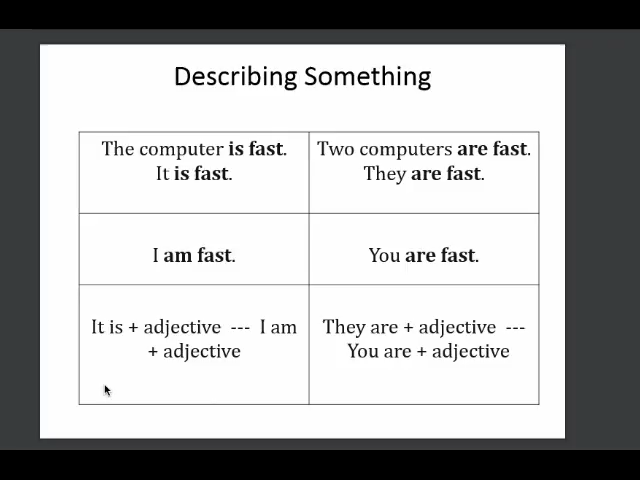 Describing Something
The computer is fast.
It is fast.
Two computers are fast.
They are fast.
I am fast.
You are fast.
It is + adjective --- I am
+ adjective
They are + adjective ---
You are + adjective